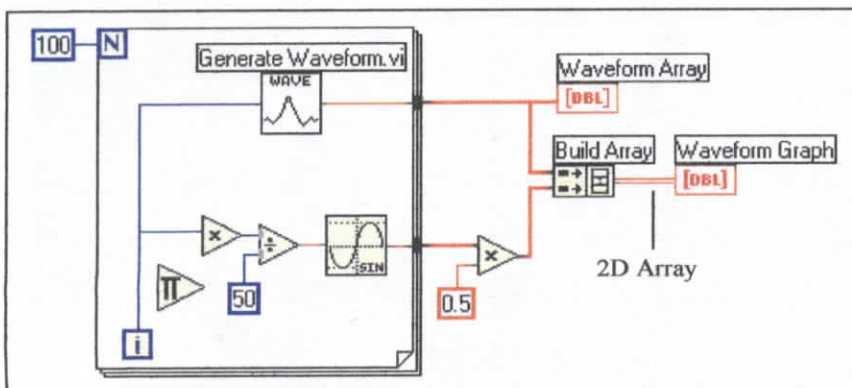 100
N
Generate Waveform.vi
WAVE
Waveform Array
[DBL]
Build Array
Waveform Graph
[DBL]
×
÷
SIN
×
2D Array
π
50
0.5
i